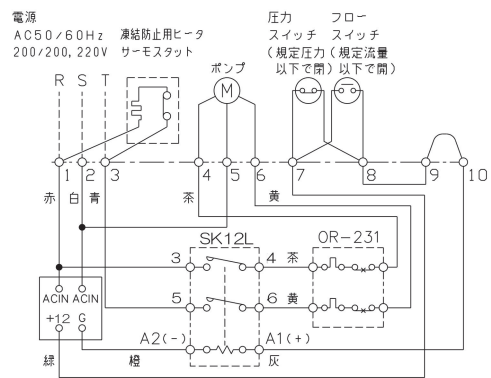 電源
AC50/60Hz
200/200,220V
凍結防止用ヒータ
サーモスタット
ポンプ
M
圧力
スイッチ
(規定圧力
以下で閉)
フロー
スイッチ
(規定流量
以下で開)
R S T
1 2 3 4 5 6 7 8 9 10
赤 白 青 茶 黄
SK12L OR-231
3 4 茶
5 6 黄
ACIN ACIN
+12 G
A2(-) A1(+)
緑 橙 灰